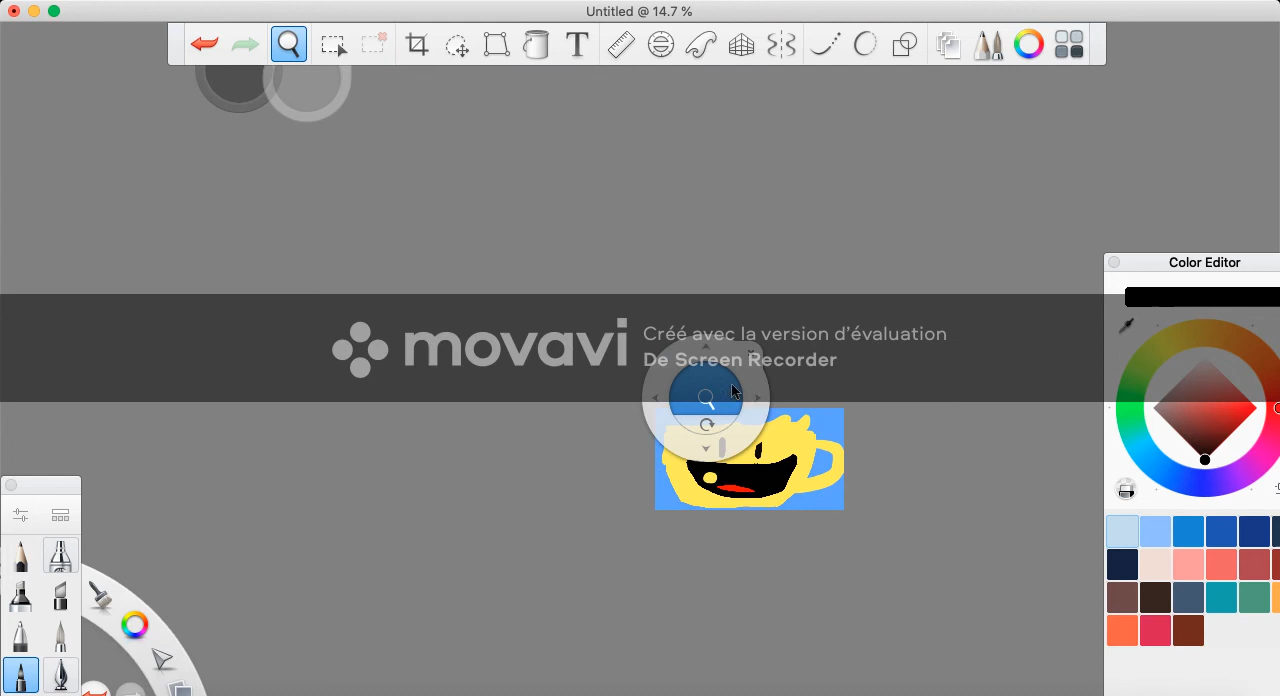 Untitled @ 14.7 %
T
Color Editor
movavi
Créé avec la version d'évaluation
De Screen Recorder